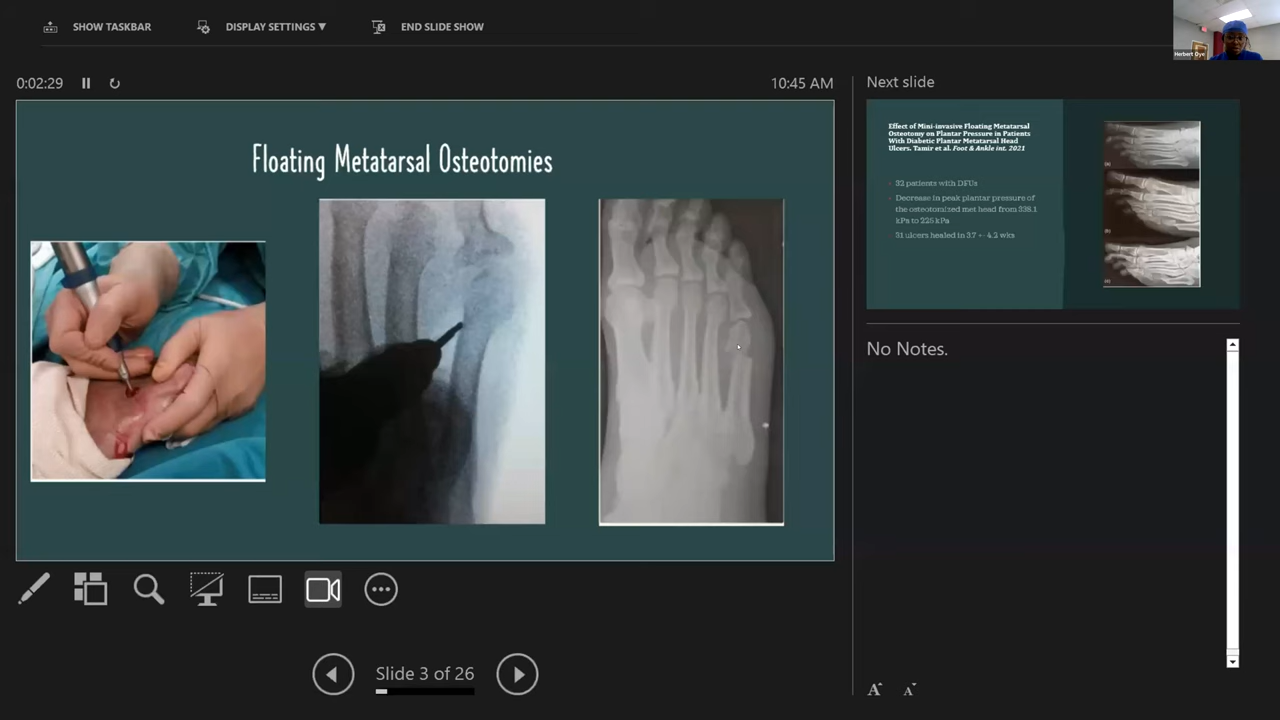 SHOW TASKBAR
DISPLAY SETTINGS ▼
END SLIDE SHOW
Herbert Oye
0:02:29
10:45 AM
Floating Metatarsal Osteotomies
Next slide
Effect of Mini-invasive Floating Metatarsal
Osteotomy on Plantar Pressure in Patients
With Diabetic Plantar Metatarsal Head
Ulcers. Tamir et al. Foot & Ankle int. 2021
32 patients with DFUs
Decrease in peak plantar pressure of
the osteotomized met head from 338.1
kPa to 225 kPa
31 ulcers healed in 3.7 +- 4.2 wks
No Notes.
Slide 3 of 26
A
A